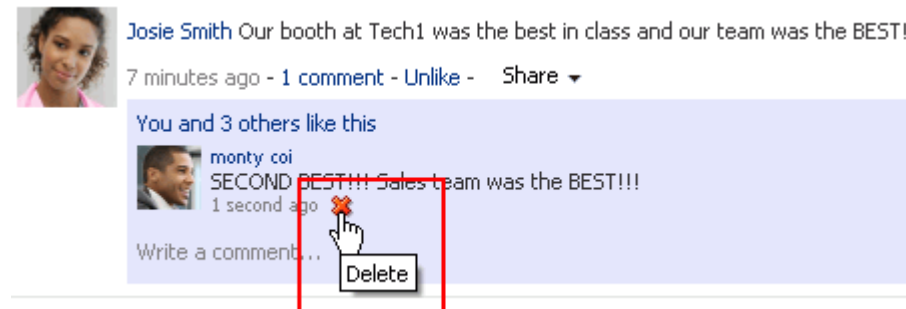 Josie Smith Our booth at Tech1 was the best in class and our team was the BEST!
7 minutes ago - 1 comment - Unlike - Share
You and 3 others like this
monty coi
SECOND BEST!!! Sales team was the BEST!!!
1 second ago
Write a comment...
Delete